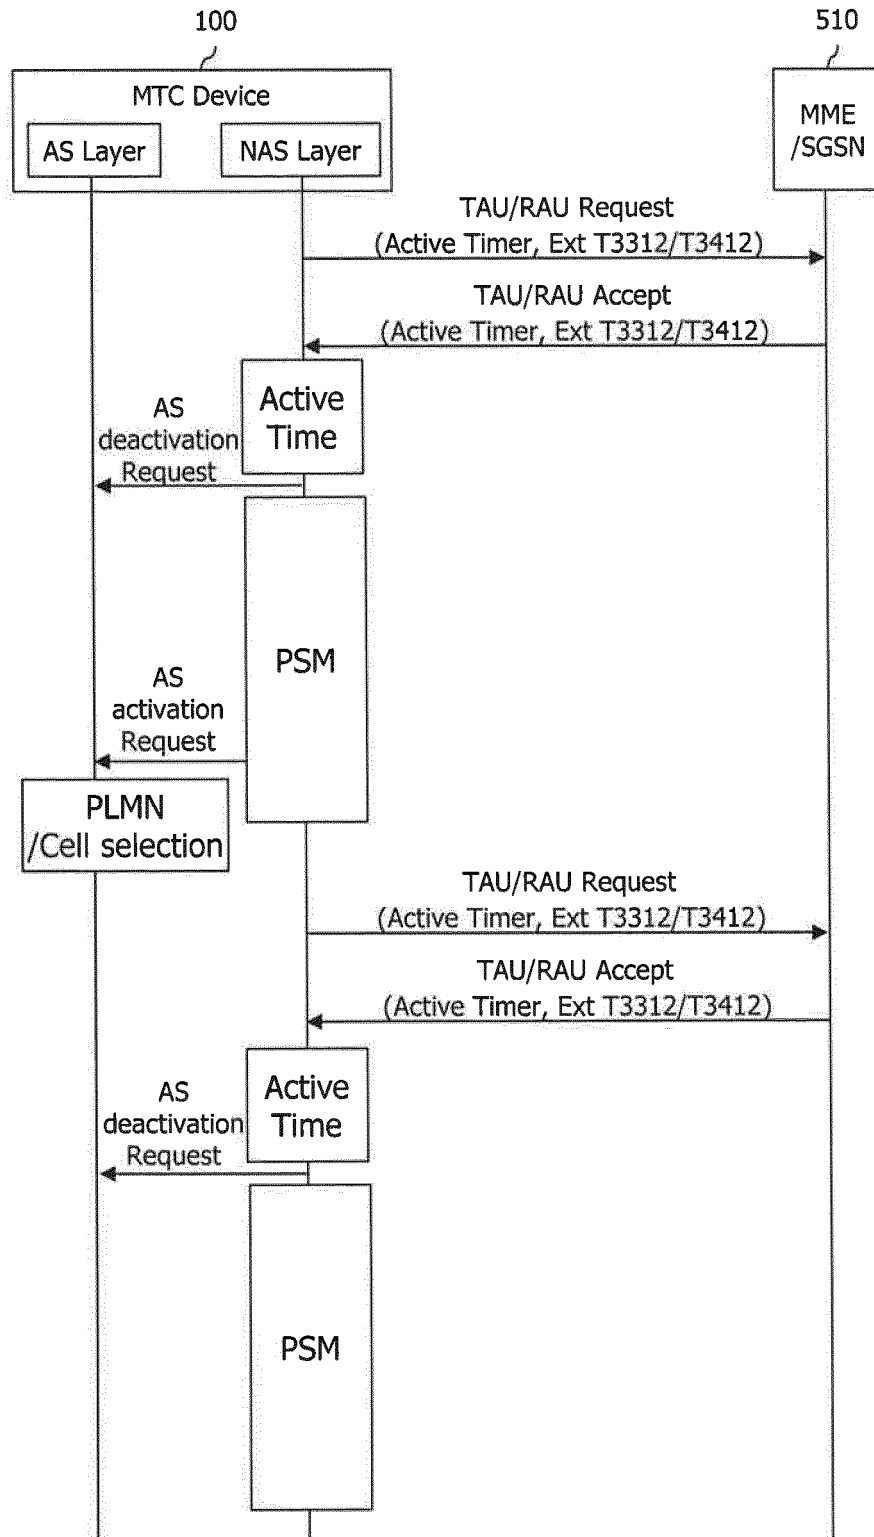 100
510
MTC Device
AS Layer
NAS Layer
MME
/SGSN
TAU/RAU Request
(Active Timer, Ext T3312/T3412)
TAU/RAU Accept
(Active Timer, Ext T3312/T3412)
Active
Time
AS
deactivation
Request
PSM
AS
activation
Request
PLMN
/Cell selection
TAU/RAU Request
(Active Timer, Ext T3312/T3412)
TAU/RAU Accept
(Active Timer, Ext T3312/T3412)
Active
Time
AS
deactivation
Request
PSM